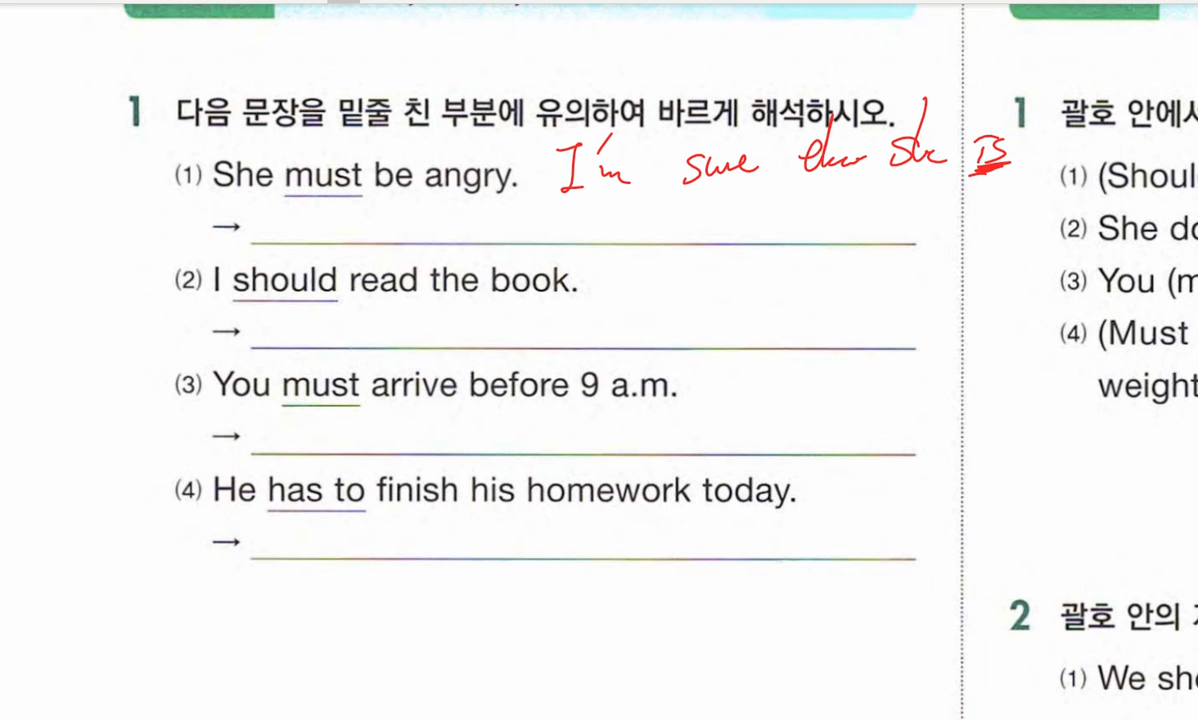 1 다음 문장을 밑줄 친 부분에 유의하여 바르게 해석하시오.
(1) She must be angry. I'm sure that she is
→
(2) I should read the book.
→
(3) You must arrive before 9 a.m.
→
(4) He has to finish his homework today.
→
1 괄호 안에서
(1) (Shoul
(2) She do
(3) You (m
(4) (Must
weight
2 괄호 안의
(1) We sho